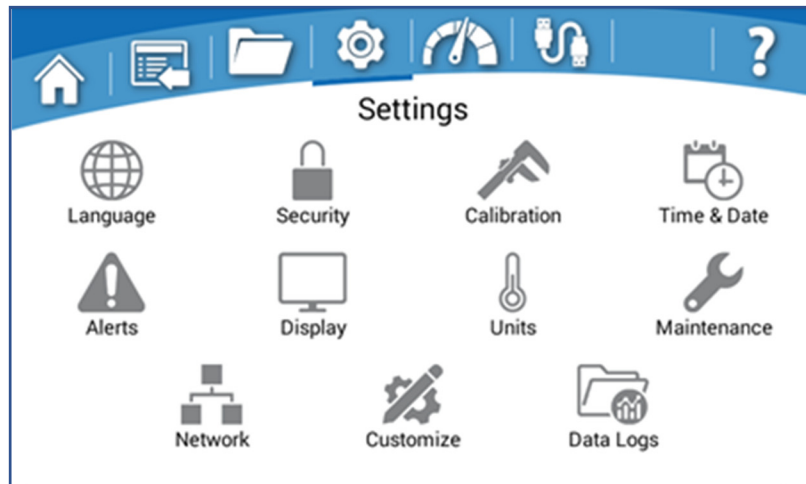 Settings
Language
Security
Calibration
Time & Date
Alerts
Display
Units
Maintenance
Network
Customize
Data Logs